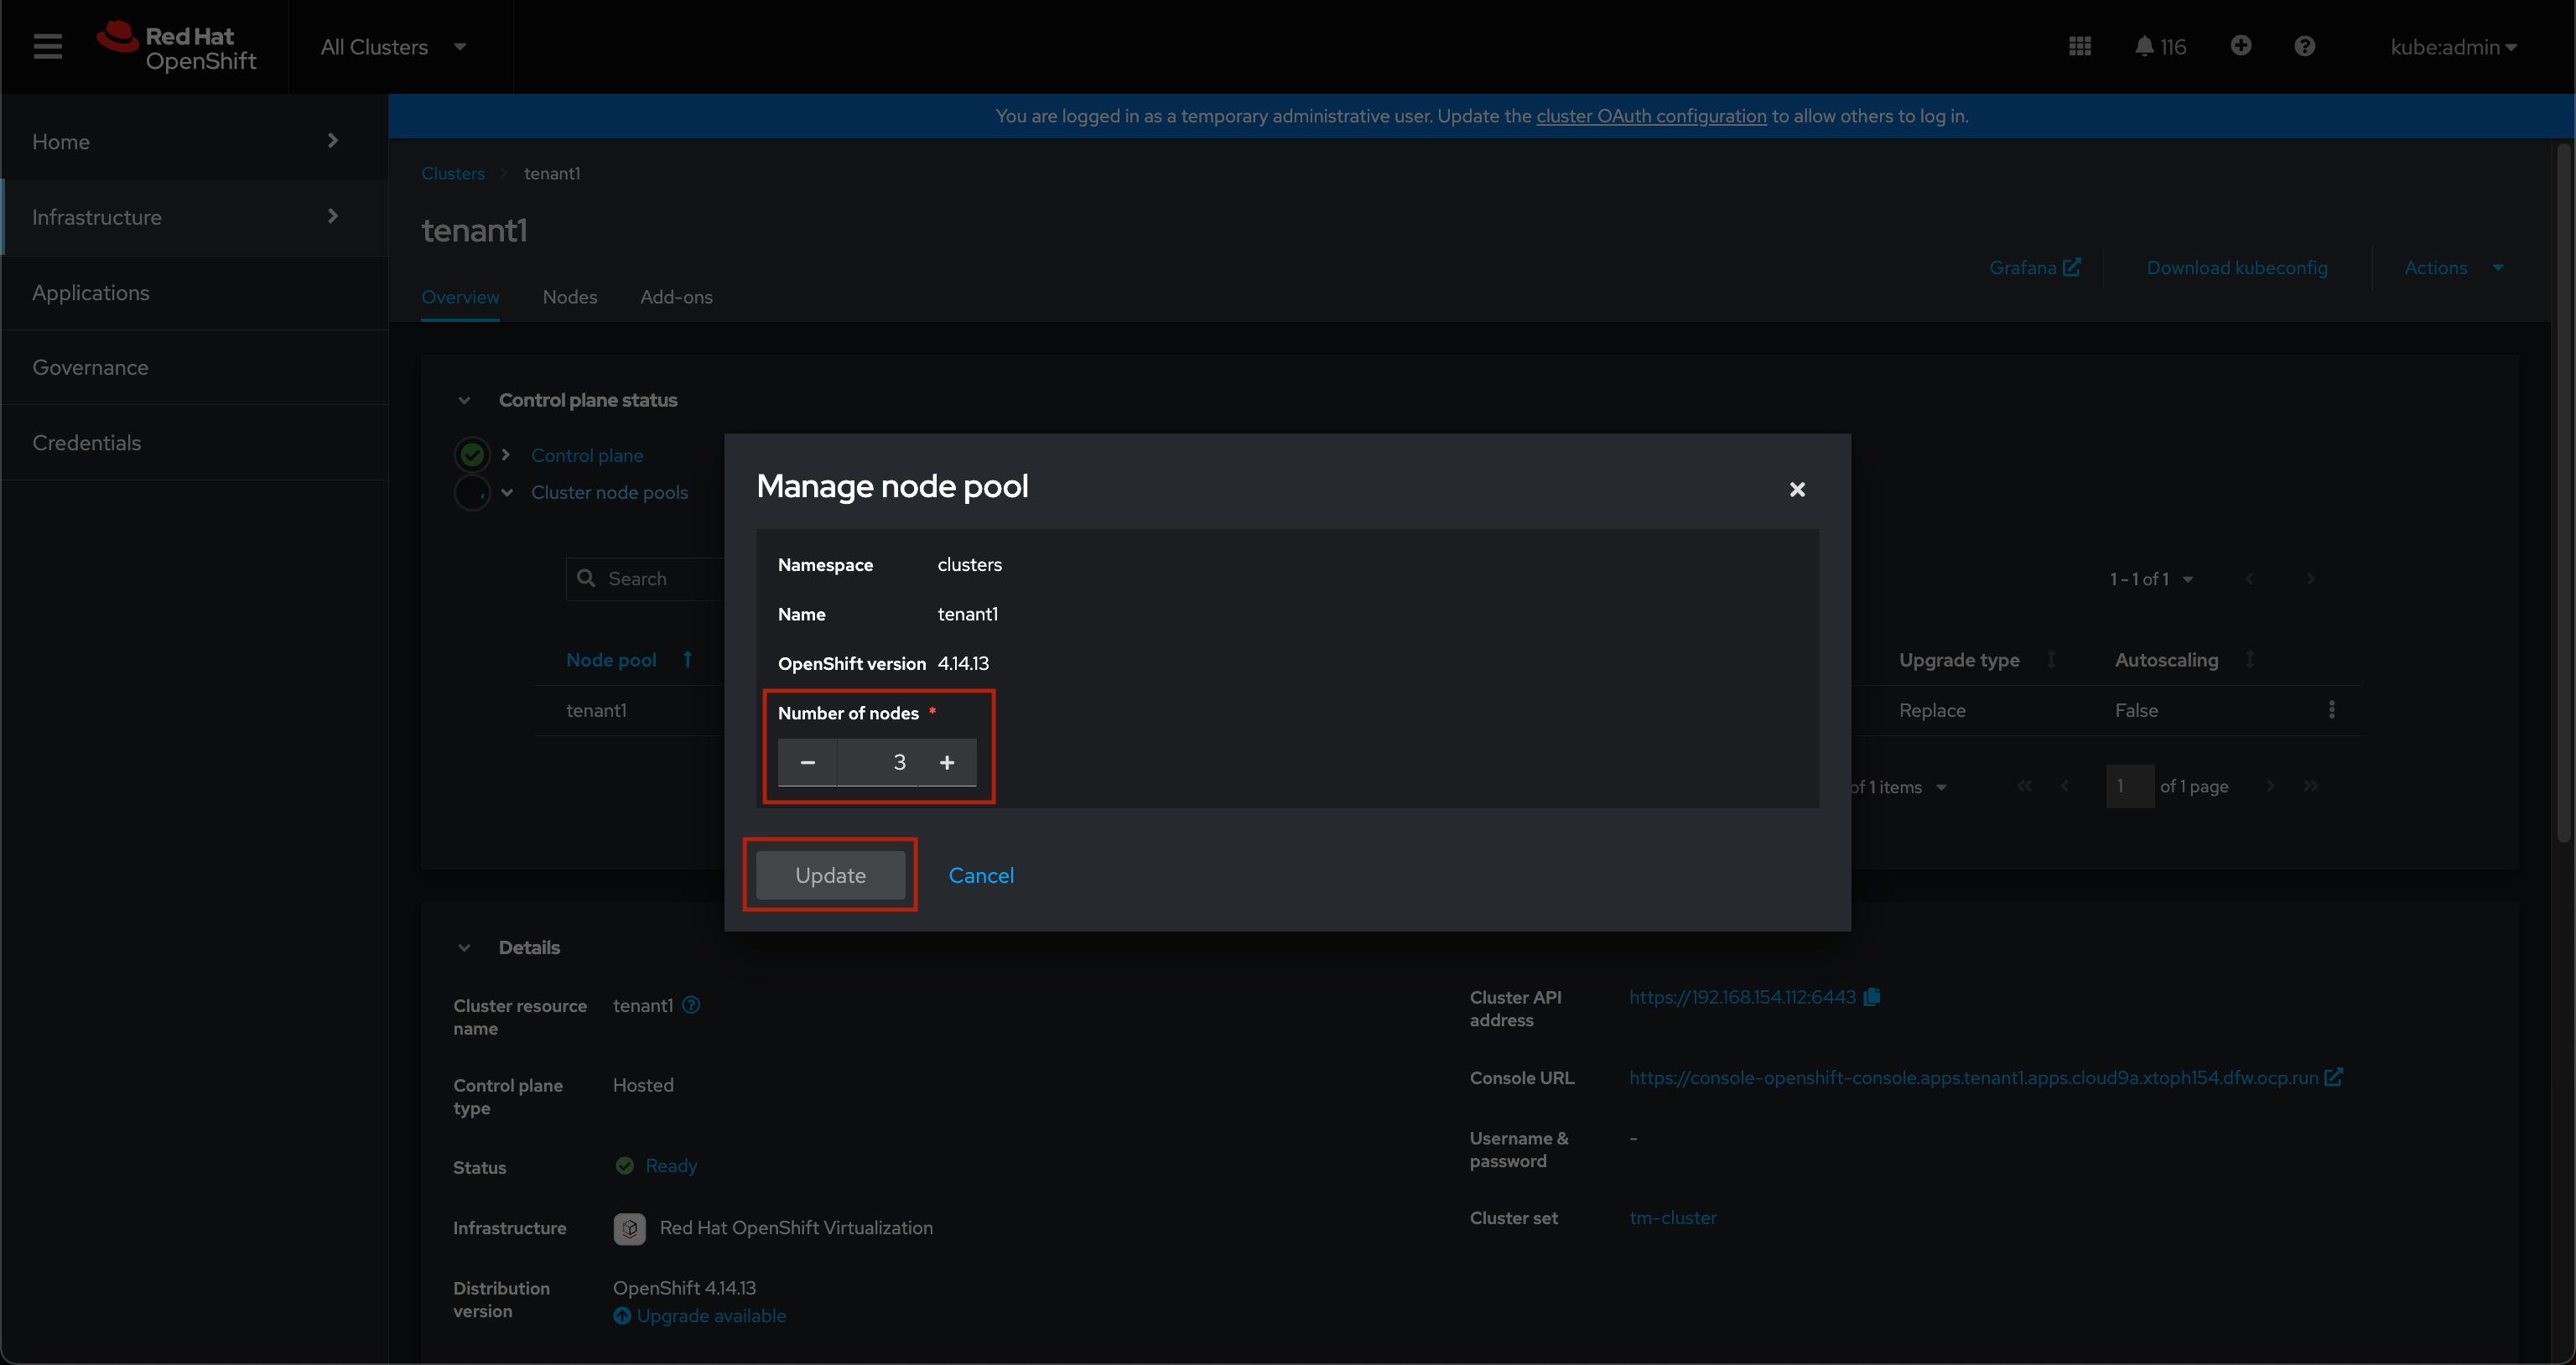 Red Hat
OpenShift
All Clusters
116
kube:admin
You are logged in as a temporary administrative user. Update the cluster OAuth configuration to allow others to log in.
Home
Infrastructure
Applications
Governance
Credentials
Clusters
tenant1
tenant1
Grafana
Download kubeconfig
Actions
Overview
Nodes
Add-ons
Control plane status
Control plane
Cluster node pools
Search
1 - 1 of 1
Node pool
Upgrade type
Autoscaling
tenant1
Replace
False
of 1 items
1
of 1 page
Manage node pool
Namespace
clusters
Name
tenant1
OpenShift version
4.14.13
Number of nodes *
3
Update
Cancel
Details
Cluster resource
name
tenant1
Control plane
type
Hosted
Status
Ready
Infrastructure
Red Hat OpenShift Virtualization
Distribution
version
OpenShift 4.14.13
Upgrade available
Cluster API
address
https://192.168.154.112:6443
Console URL
https://console-openshift-console.apps.tenant1.apps.cloud9a.xtoph154.dfw.ocp.run
Username &
password
-
Cluster set
tm-cluster